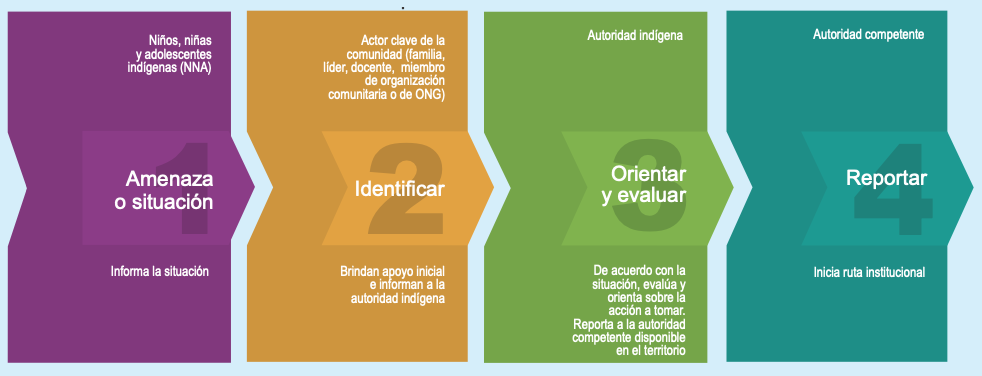 Niños, niñas
y adolescentes
indígenas (NNA)
1
Amenaza
o situación
Informa la situación
Actor clave de la
comunidad (familia,
líder, docente, miembro
de organización
comunitaria o de ONG)
2
Identificar
Brindan apoyo inicial
e informan a la
autoridad indígena
Autoridad indígena
3
Orientar
y evaluar
De acuerdo con la
situación, evalúa y
orienta sobre la
acción a tomar.
Reporta a la autoridad
competente disponible
en el territorio
Autoridad competente
4
Reportar
Inicia ruta institucional